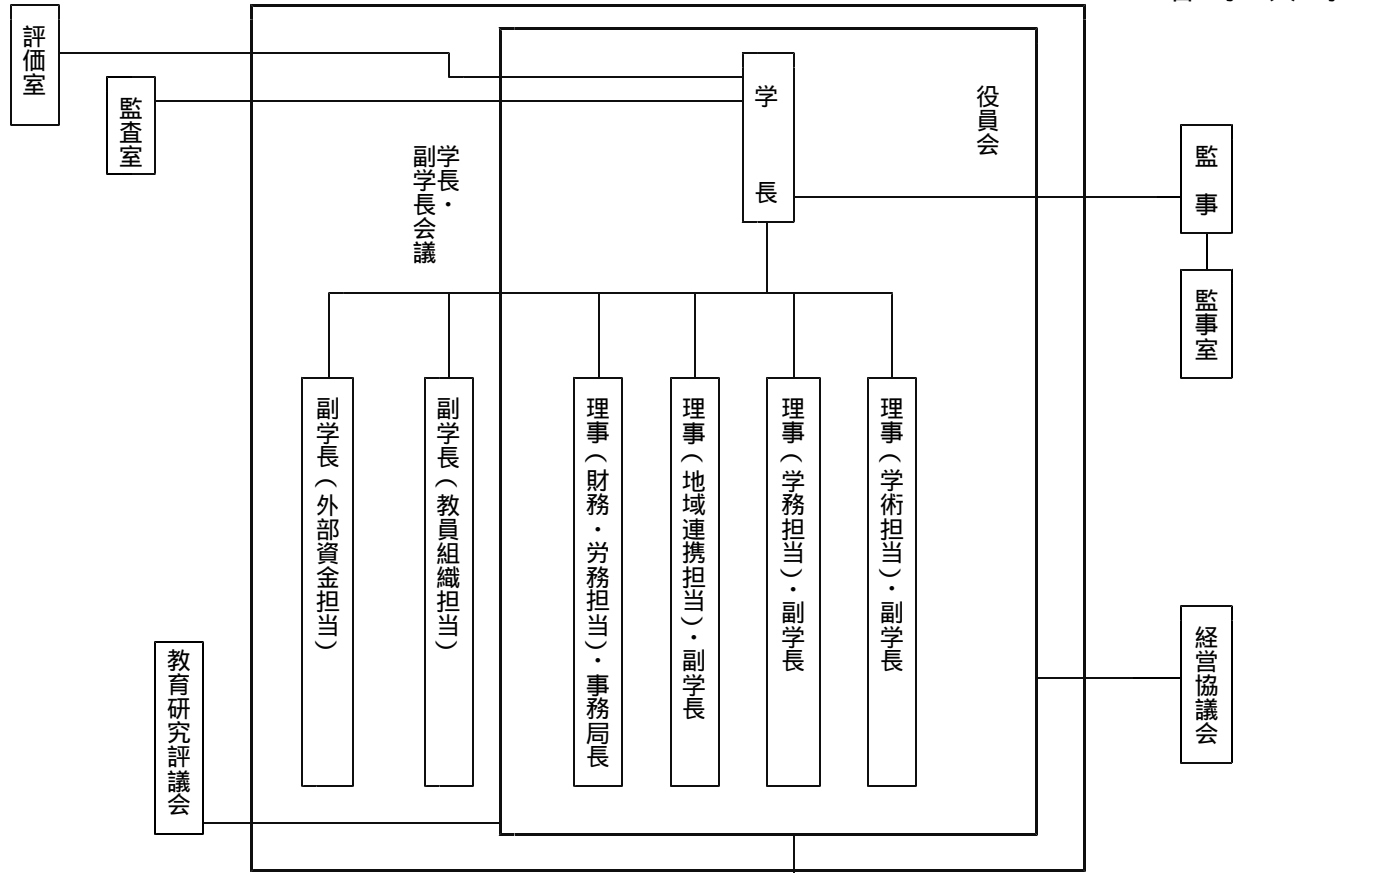 評価室
監査室
学長・
副学長会議
学長
役員会
監事
監事室
副学長(外部資金担当)
副学長(教員組織担当)
理事(財務・労務担当)・事務局長
理事(地域連携担当)・副学長
理事(学務担当)・副学長
理事(学術担当)・副学長
教育研究評議会
経営協議会